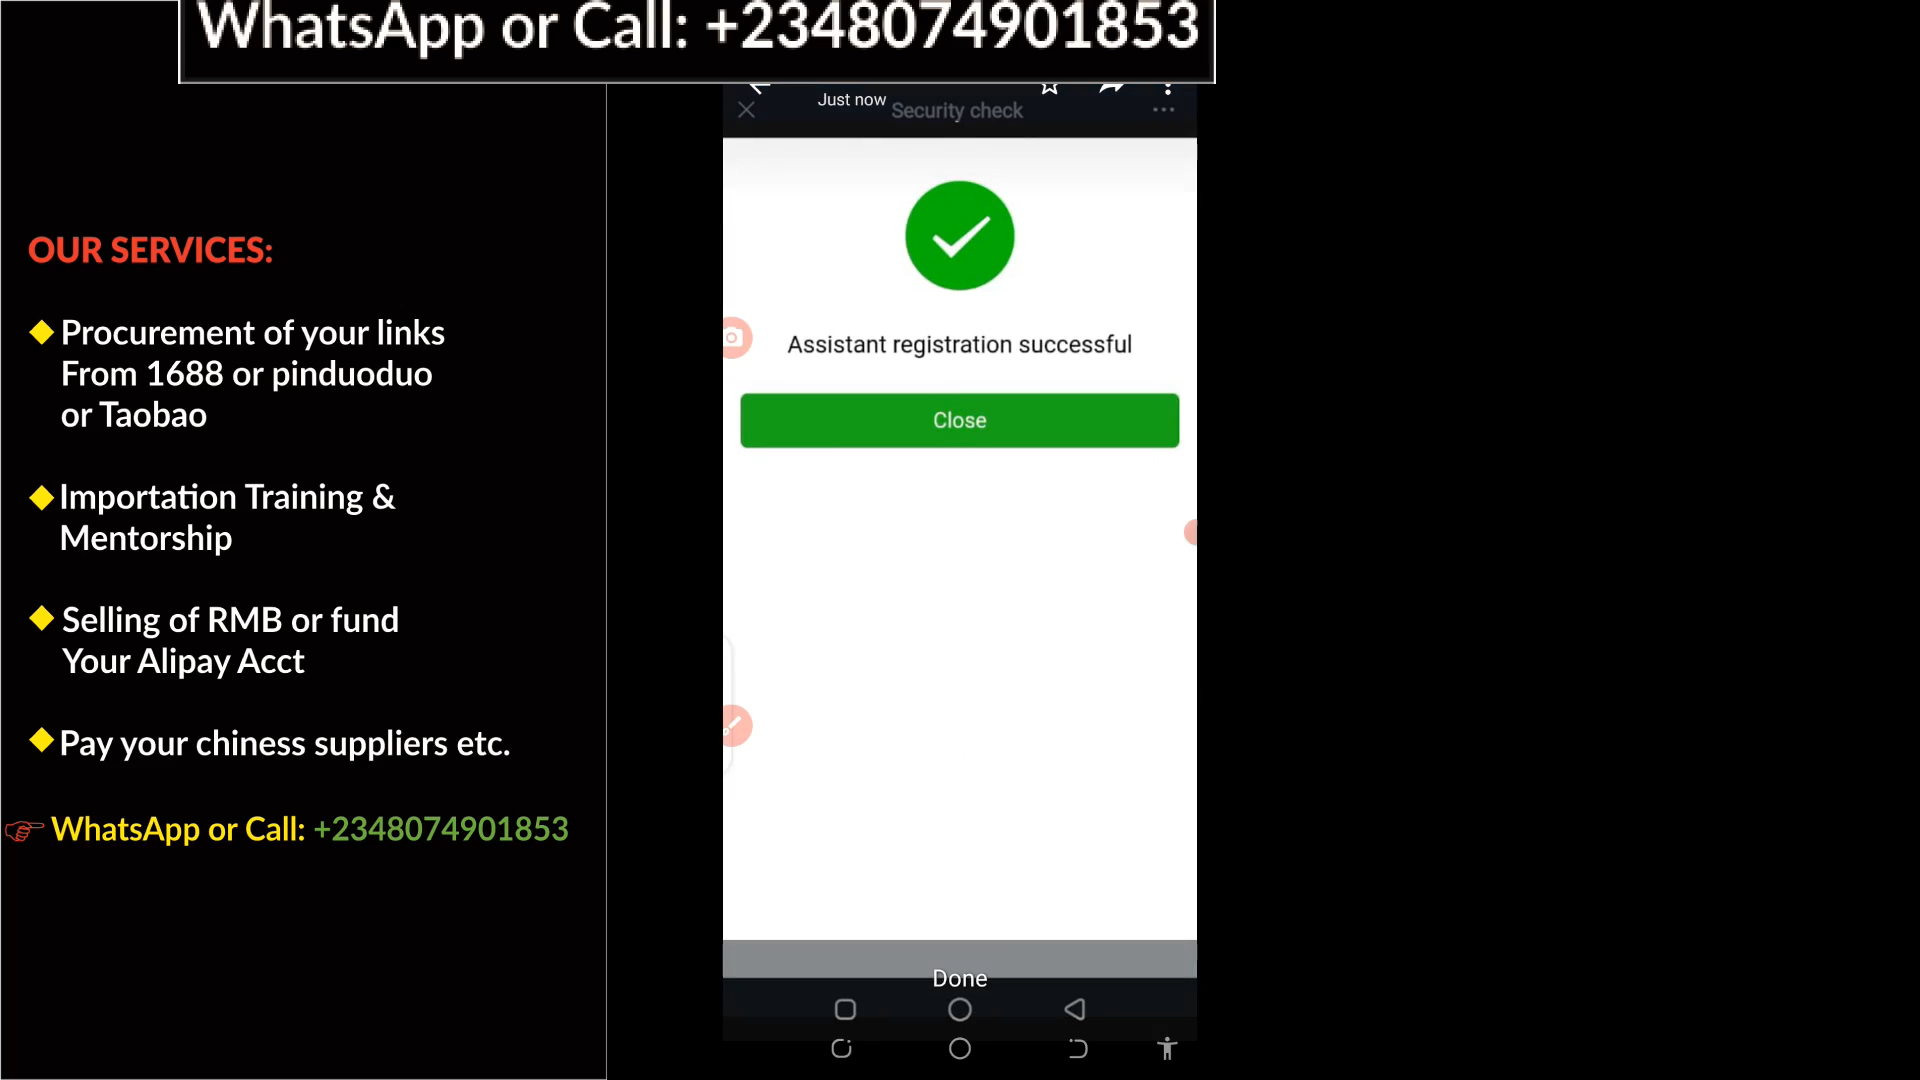 WhatsApp or Call: +2348074901853
OUR SERVICES:
Procurement of your links
From 1688 or pinduoduo
or Taobao
Importation Training &
Mentorship
Selling of RMB or fund
Your Alipay Acct
Pay your chiness suppliers etc.
WhatsApp or Call: +2348074901853
Just now
Security check
Assistant registration successful
Close
Done